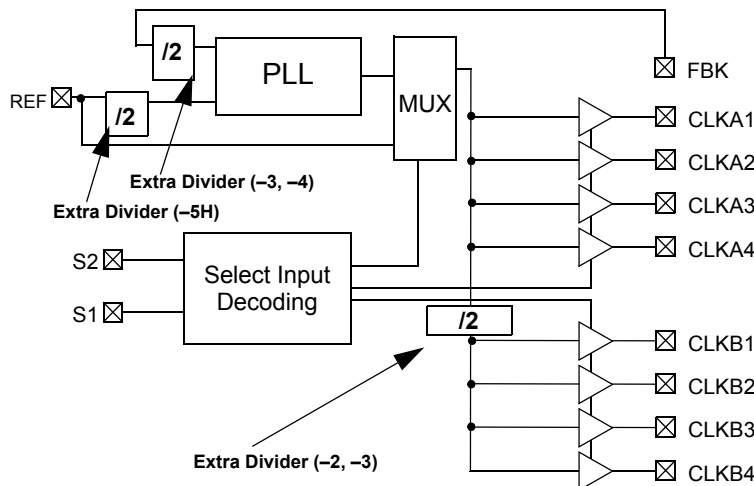 /2
PLL
MUX
FBK
REF
/2
CLKA1
CLKA2
CLKA3
CLKA4
Extra Divider (–3, –4)
Extra Divider (–5H)
S2
S1
Select Input
Decoding
/2
CLKB1
CLKB2
CLKB3
CLKB4
Extra Divider (–2, –3)